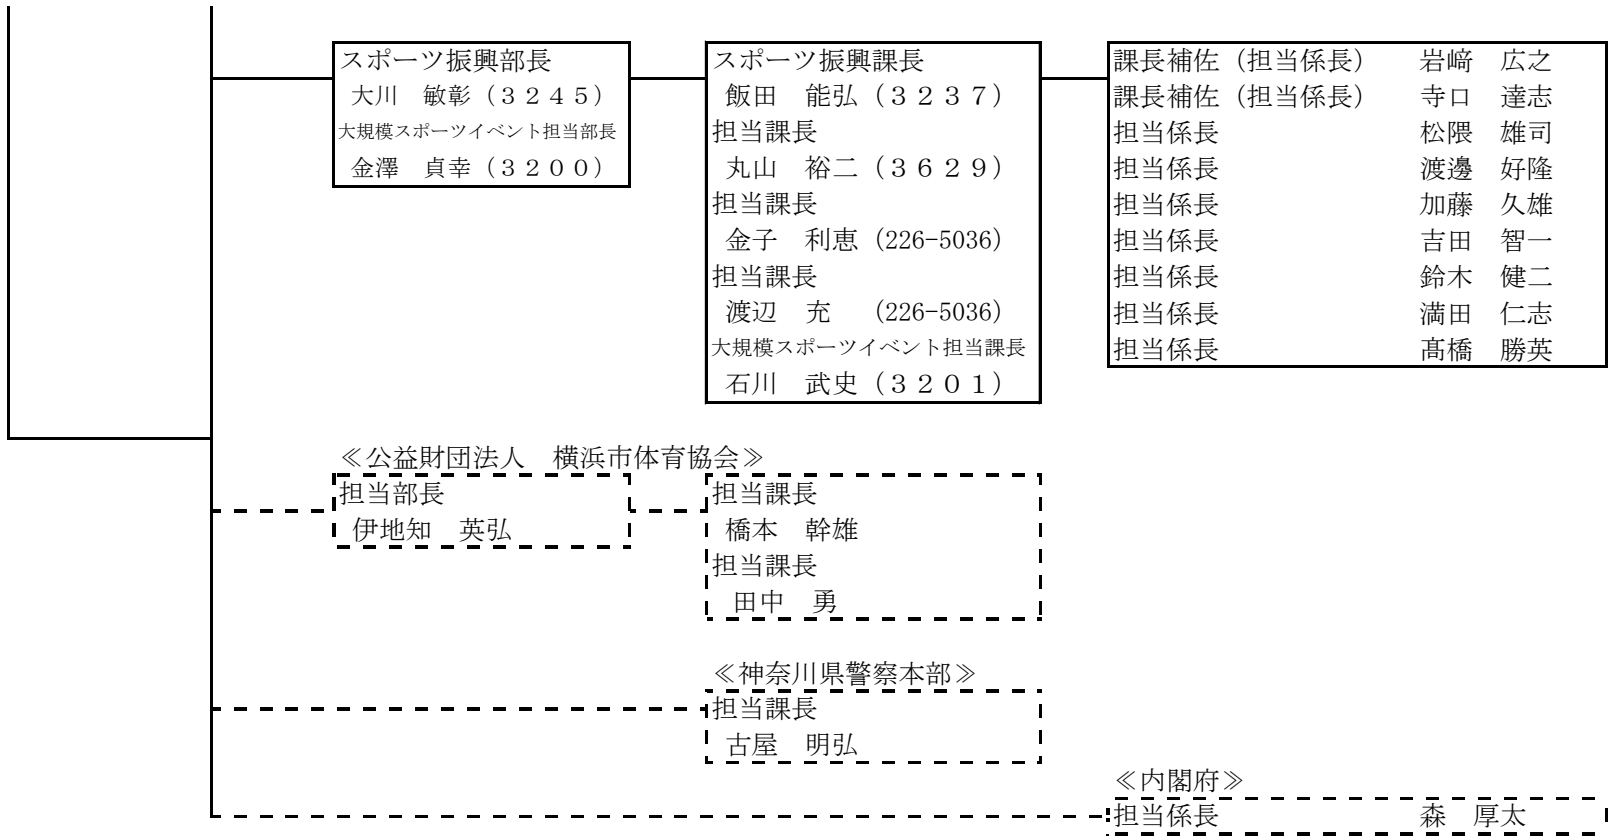 スポーツ振興部長
大川　敏彰（３２４５）
大規模スポーツイベント担当部長
金澤　貞幸（３２００）
スポーツ振興課長
飯田　能弘（３２３７）
担当課長
丸山　裕二（３６２９）
担当課長
金子　利恵（226-5036）
担当課長
渡辺　充　（226-5036）
大規模スポーツイベント担当課長
石川　武史（３２０１）
課長補佐（担当係長）　岩﨑　広之
課長補佐（担当係長）　寺口　達志
担当係長　松隈　雄司
担当係長　渡邊　好隆
担当係長　加藤　久雄
担当係長　吉田　智一
担当係長　鈴木　健二
担当係長　満田　仁志
担当係長　髙橋　勝英
≪公益財団法人　横浜市体育協会≫
担当部長
伊地知　英弘
担当課長
橋本　幹雄
担当課長
田中　勇
≪神奈川県警察本部≫
担当課長
古屋　明弘
≪内閣府≫
担当係長　森　厚太